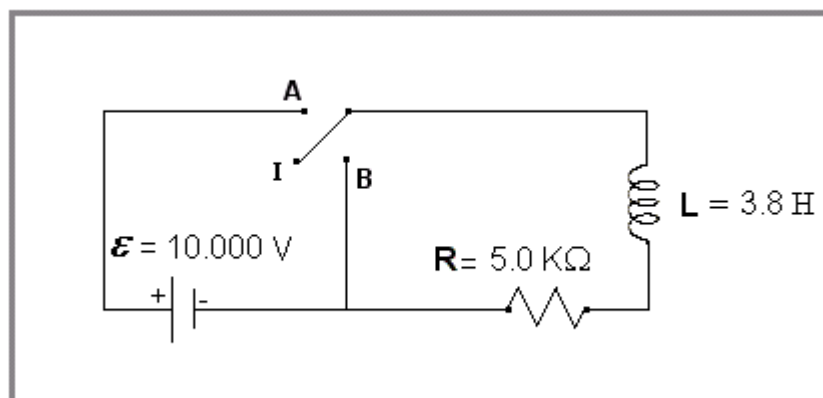 A
I
B
ε = 10.000 V
L = 3.8 H
R= 5.0 KΩ
+ -